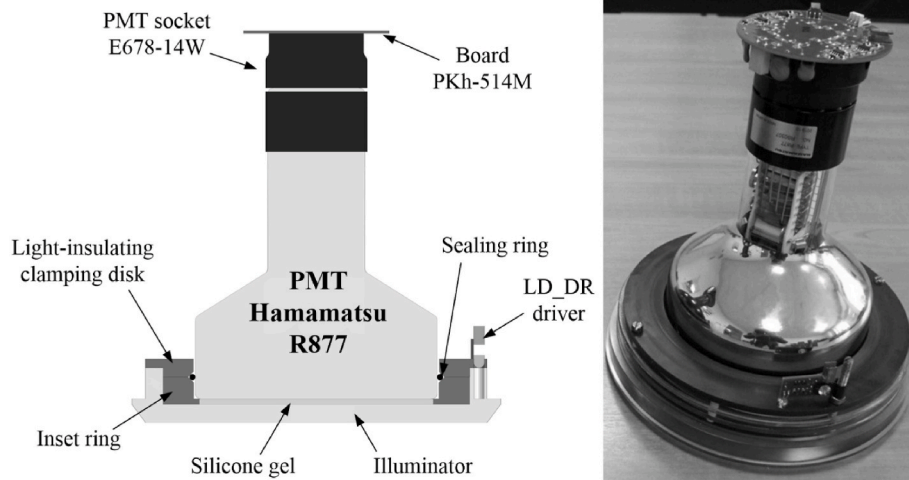 PMT socket
E678-14W
Board
PKh-514M
Light-insulating
clamping disk
Sealing ring
LD_DR
driver
PMT
Hamamatsu
R877
Inset ring
Silicone gel
Illuminator